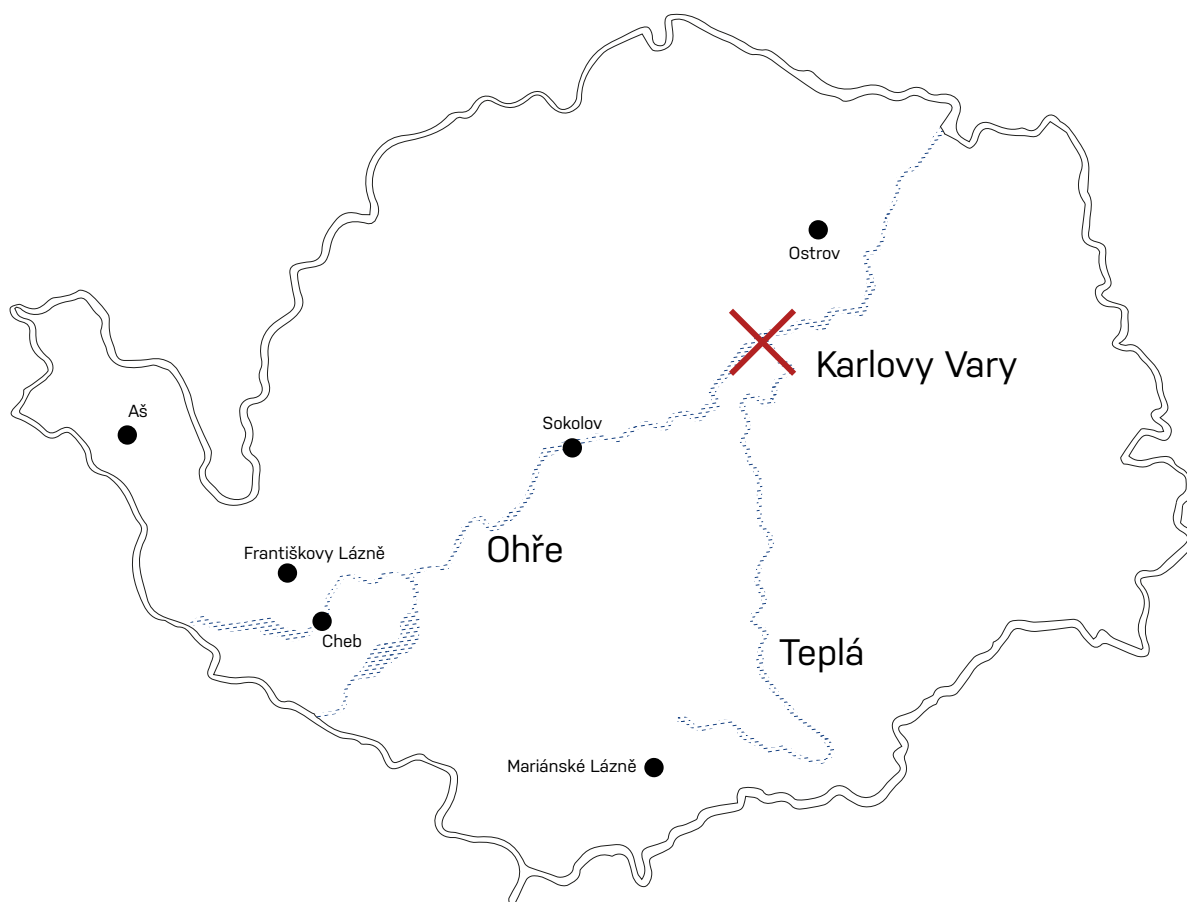 Ostrov
Karlovy Vary
Aš
Sokolov
Ohře
Františkovy Lázně
Cheb
Teplá
Mariánské Lázně